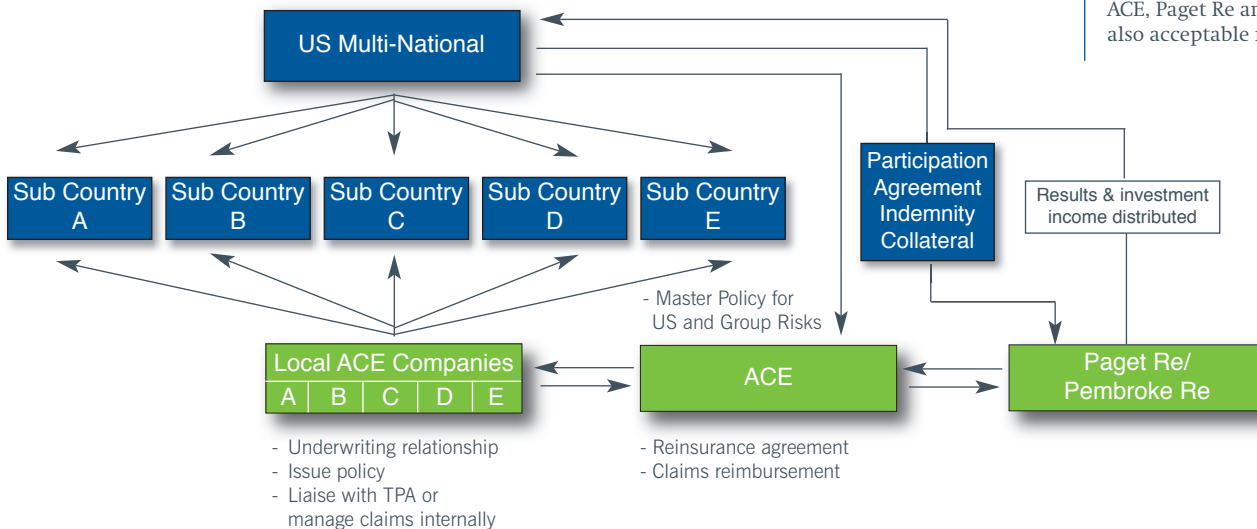 ACE, Paget Re
also acceptable
US Multi-National
Sub Country
A
Sub Country
B
Sub Country
C
Sub Country
D
Sub Country
E
Participation
Agreement
Indemnity
Collateral
Results & investment
income distributed
- Master Policy for
US and Group Risks
Local ACE Companies
A B C D E
ACE
Paget Re/
Pembroke Re
- Underwriting relationship
- Issue policy
- Liaise with TPA or
manage claims internally
- Reinsurance agreement
- Claims reimbursement